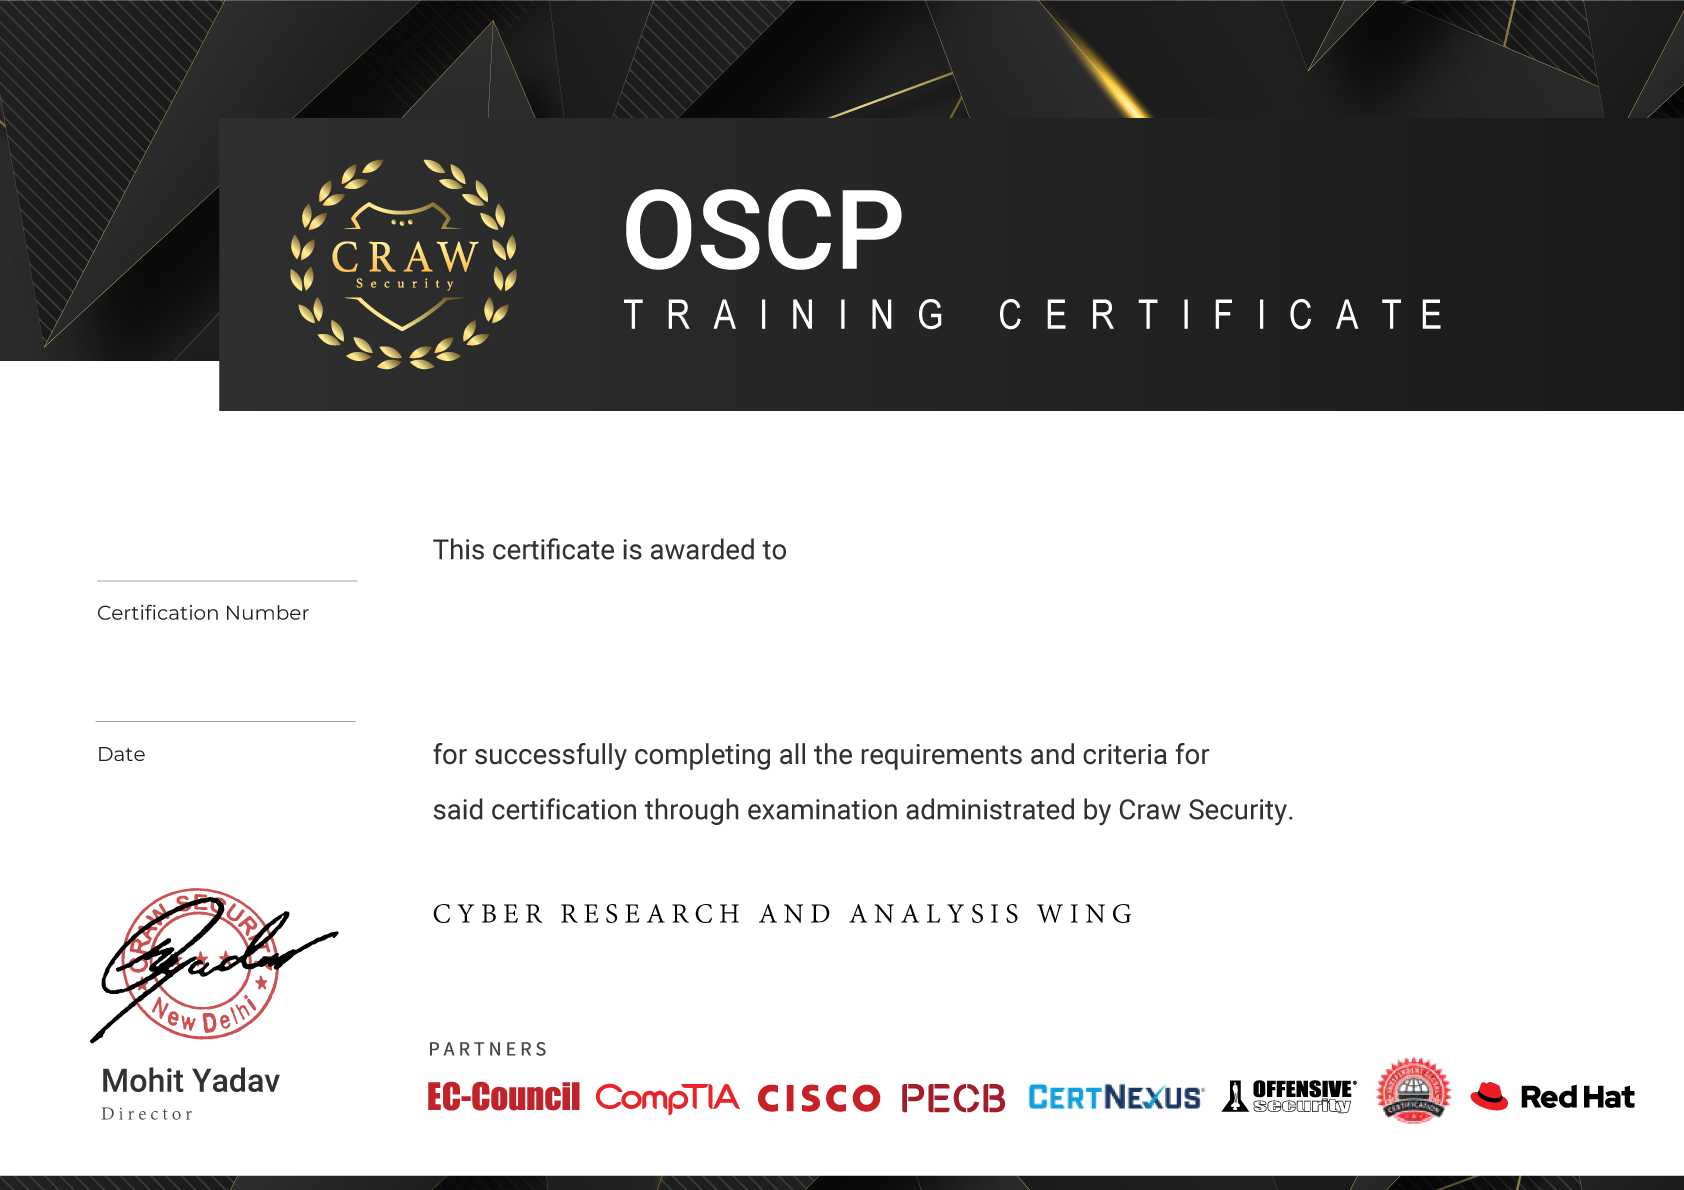 CRAW
Security
OSCP
TRAINING CERTIFICATE
This certificate is awarded to
Certification Number
Date
for successfully completing all the requirements and criteria for
said certification through examination administrated by Craw Security.
CYBER RESEARCH AND ANALYSIS WING
CRAW SECURITY
New Delhi
Mohit Yadav
Director
PARTNERS
EC-Council CompTIA CISCO PECB CERTNEXUS OFFENSIVE security CERTIFICATION Red Hat